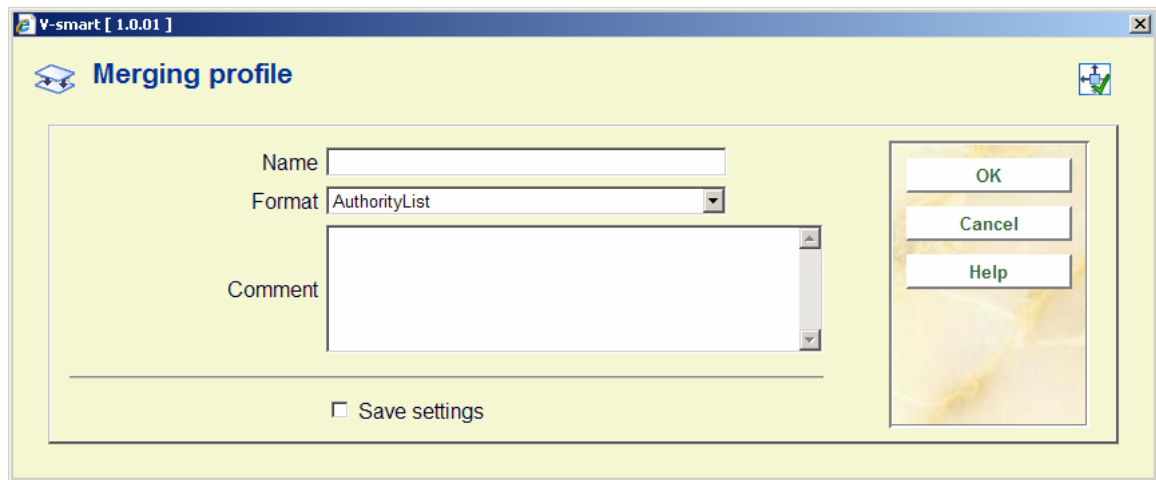 V-smart [ 1.0.01 ]
Merging profile
Name
Format AuthorityList
Comment
Save settings
OK
Cancel
Help